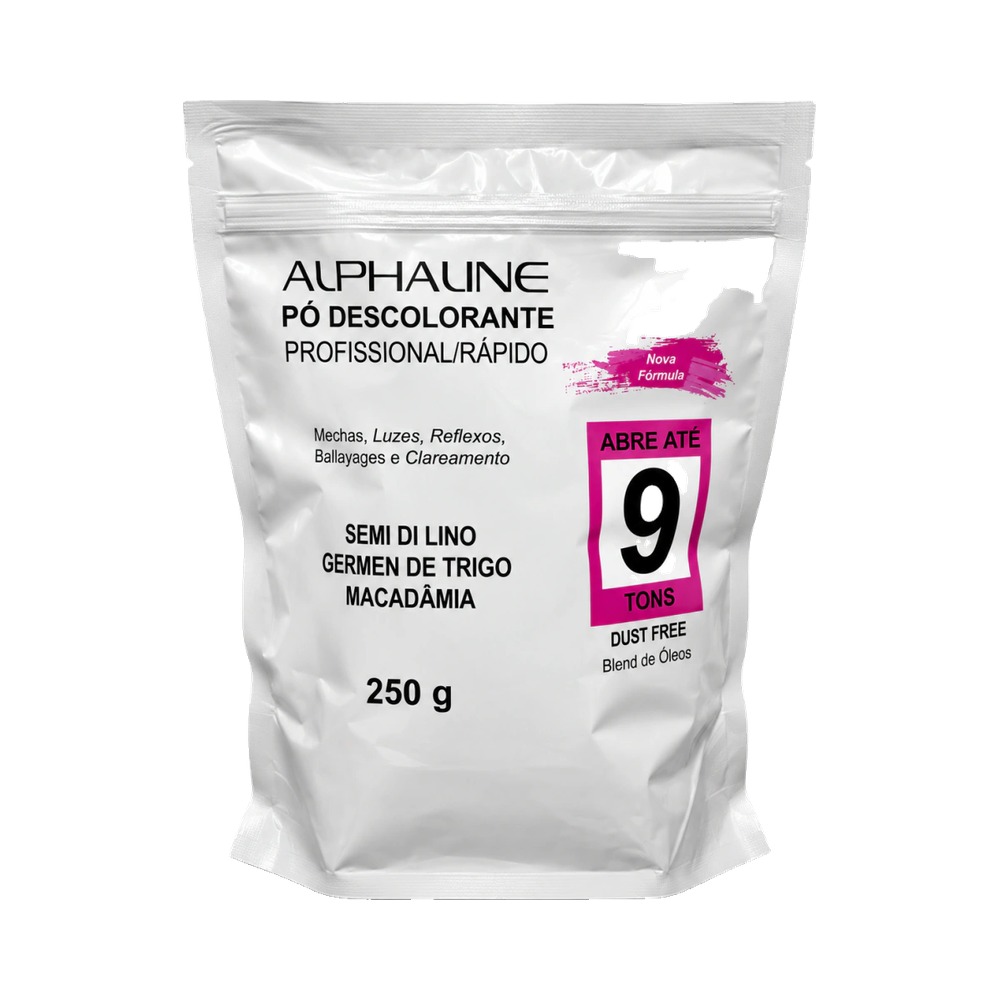 ALPHALINE
PÓ DESCOLORANTE
PROFISSIONAL/RÁPIDO
Nova
Fórmula
Mechas, Luzes, Reflexos,
Ballayages e Clareamento
ABRE ATÉ
9
TONS
SEMI DI LINO
GERMEN DE TRIGO
MACADÂMIA
DUST FREE
Blend de Óleos
250 g